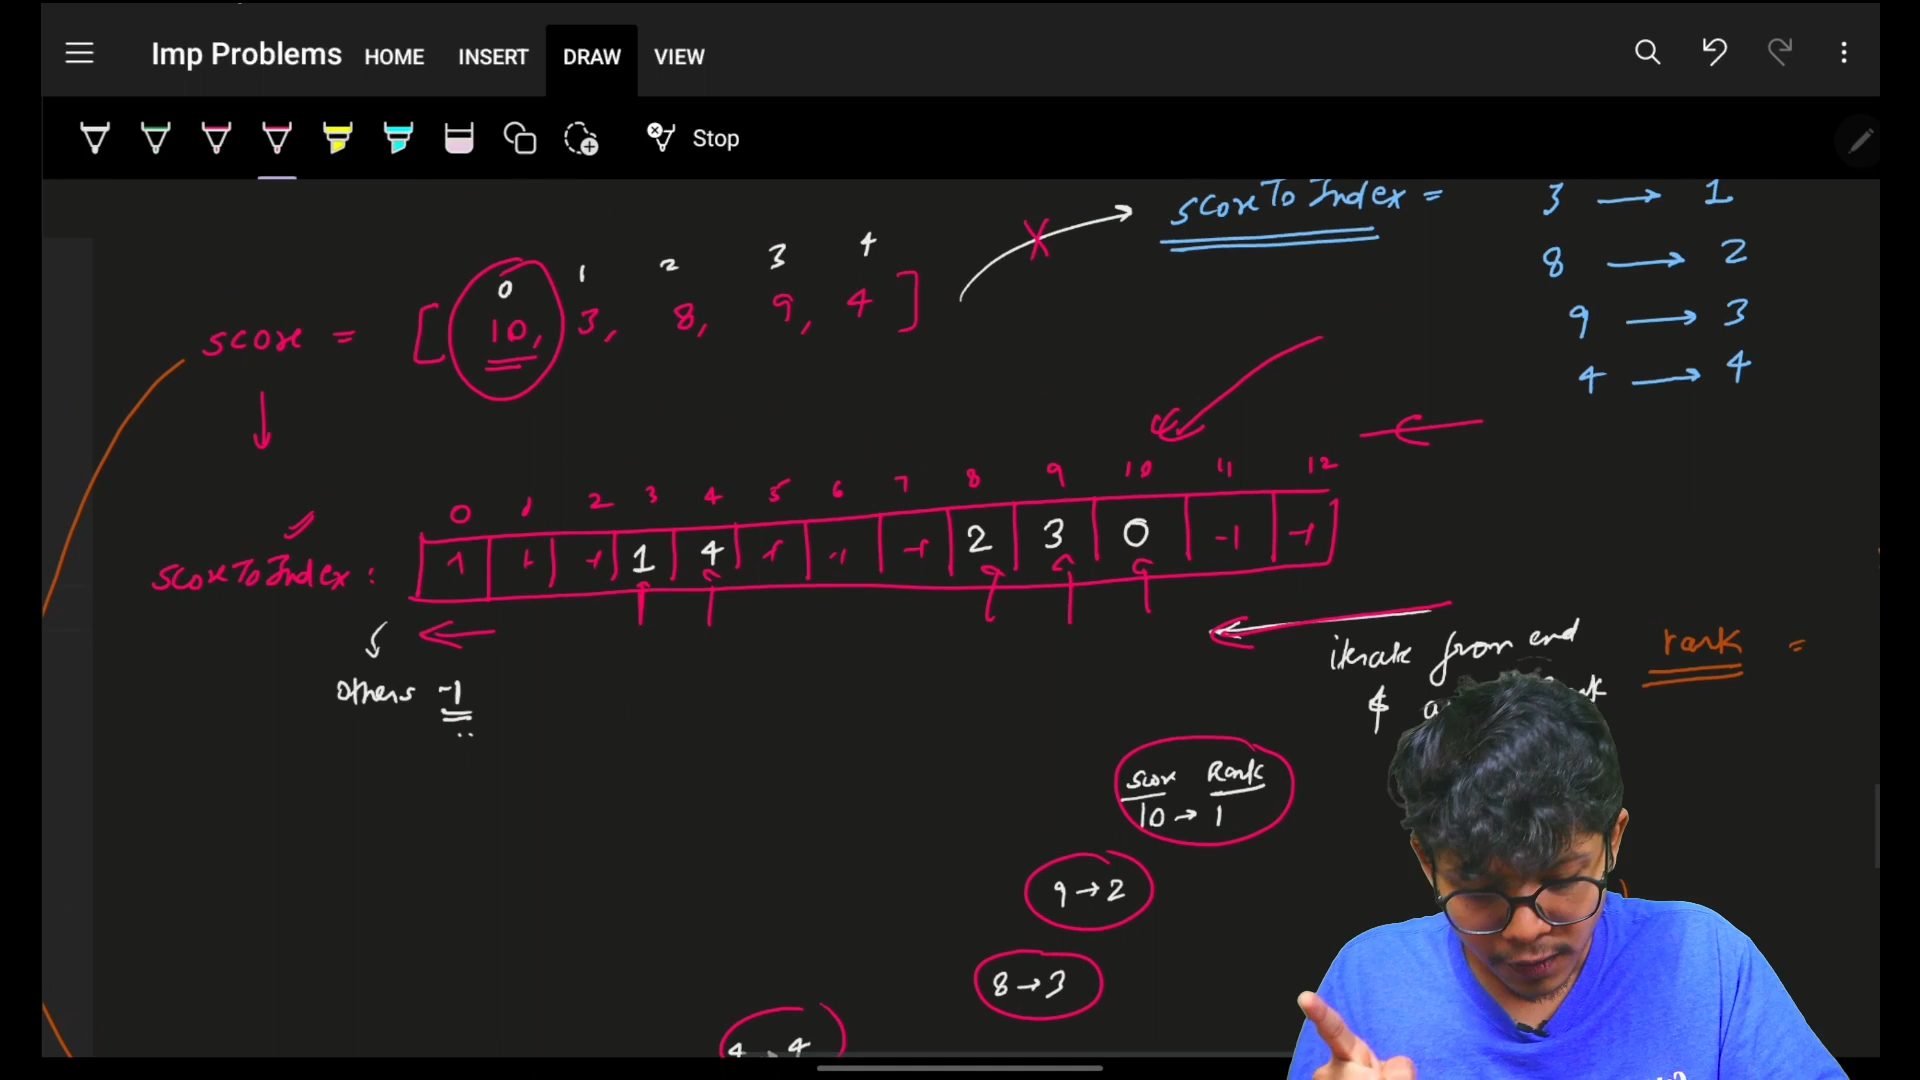 Imp Problems HOME INSERT DRAW VIEW
Stop
scoreToIndex = 3 → 1
8 → 2
9 → 3
4 → 4
0 1 2 3 4
score = [10, 3, 8, 9, 4]
X
0 1 2 3 4 5 6 7 8 9 10 11 12
scoreToIndex: -1 1 4 -1 -1 -1 2 3 0 -1 -1
others -1
iterate from end
&
rank =
Score Rank
10 → 1
9 → 2
8 → 3
4 → 4